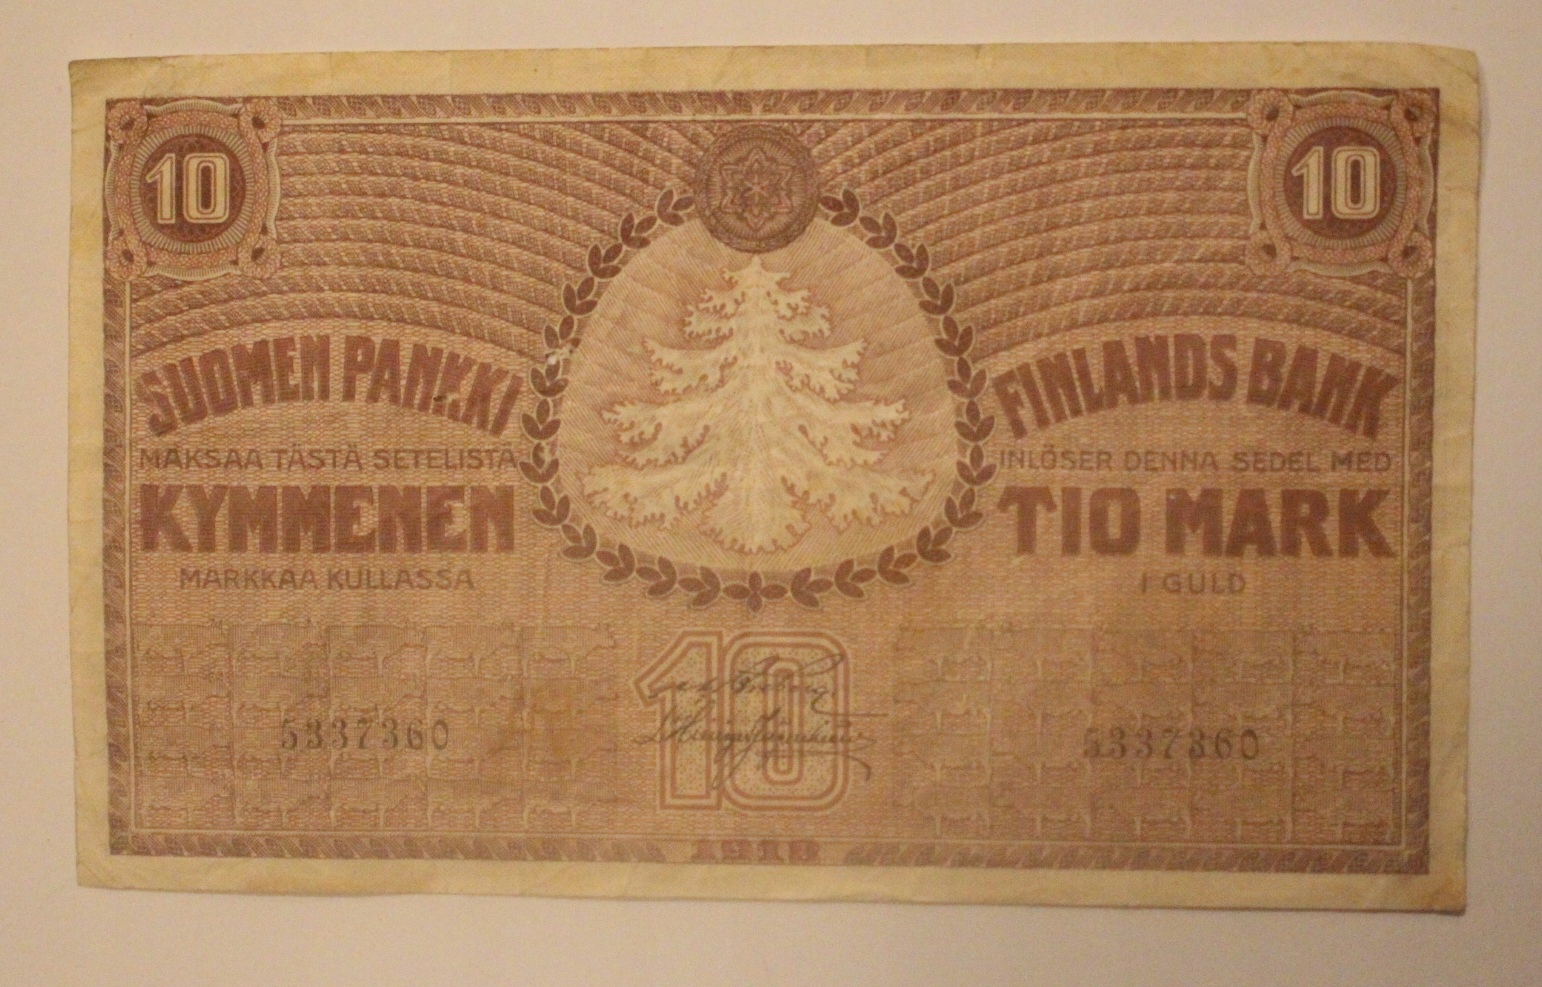 10
10
SUOMEN PANKKI
MAKSAA TÄSTÄ SETELISTÄ
KYMMENEN
MARKKAA KULLASSA
FINLANDS BANK
INLÖSER DENNA SEDEL MED
TIO MARK
I GULD
10
5337360
5337360
1918